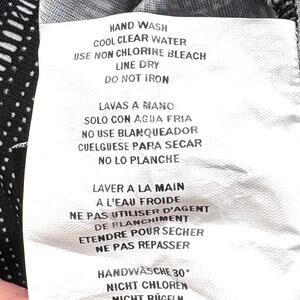 HAND WASH
COOL CLEAR WATER
USE NON CHLORINE BLEACH
LINE DRY
DO NOT IRON
LAVAS A MANO
SOLO CON AGUA FRIA
NO USE BLANQUEADOR
CUELGUESE PARA SECAR
NO LO PLANCHE
LAVER A LA MAIN
A L'EAU FROIDE
NE PAS UTILISER D'AGENT
DE BLANCHIMENT
ETENDRE POUR SECHER
NE PAS REPASSER
HANDWÄSCHE 30°
NICHT CHLOREN
NICHT BÜGELN